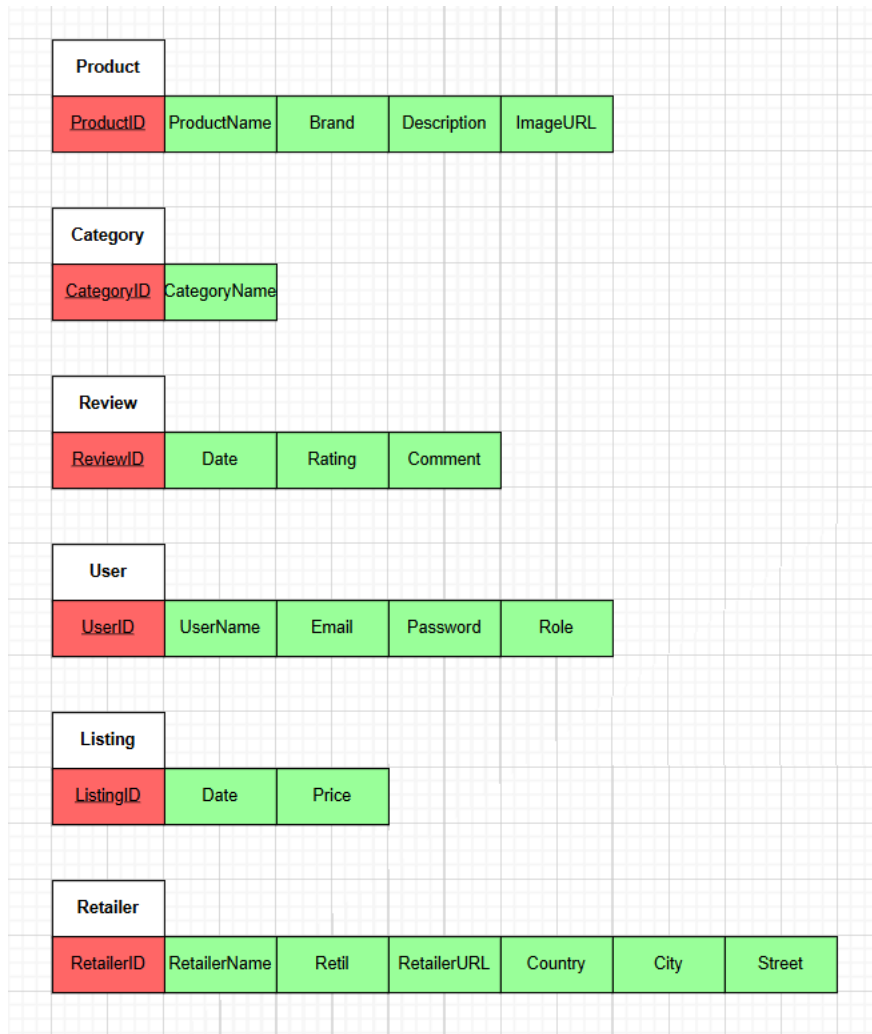 Product
ProductID ProductName Brand Description ImageURL
Category
CategoryID CategoryName
Review
ReviewID Date Rating Comment
User
UserID UserName Email Password Role
Listing
ListingID Date Price
Retailer
RetailerID RetailerName Retil RetailerURL Country City Street